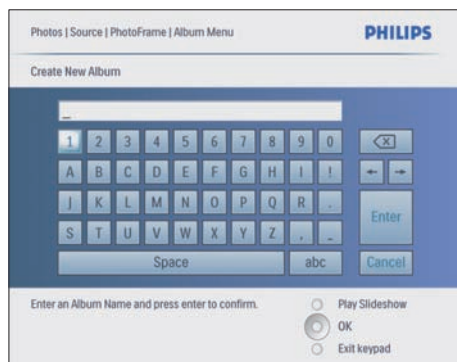 Photos | Source | PhotoFrame | Album Menu PHILIPS
Create New Album
_
1 2 3 4 5 6 7 8 9 0
A B C D E F G H I !
J K L M N O P Q R .
Enter
S T U V W X Y Z , _
Space abc Cancel
Enter an Album Name and press enter to confirm.
Play Slideshow
OK
Exit keypad